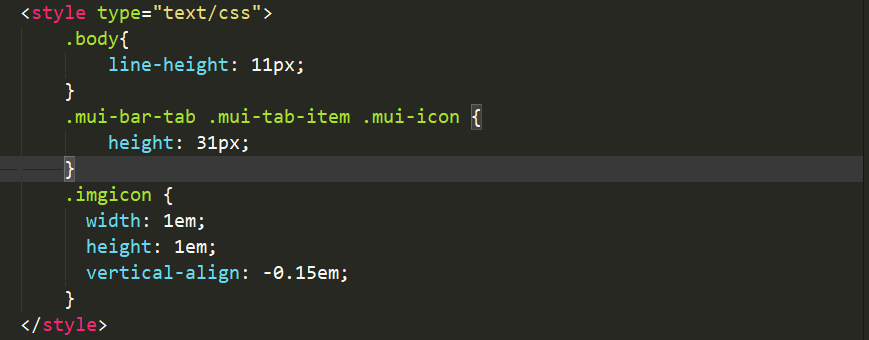 <style type="text/css">
    .body{
        line-height: 11px;
    }
    .mui-bar-tab .mui-tab-item .mui-icon {
        height: 31px;
    }
    .imgicon {
      width: 1em;
      height: 1em;
      vertical-align: -0.15em;
    }
</style>